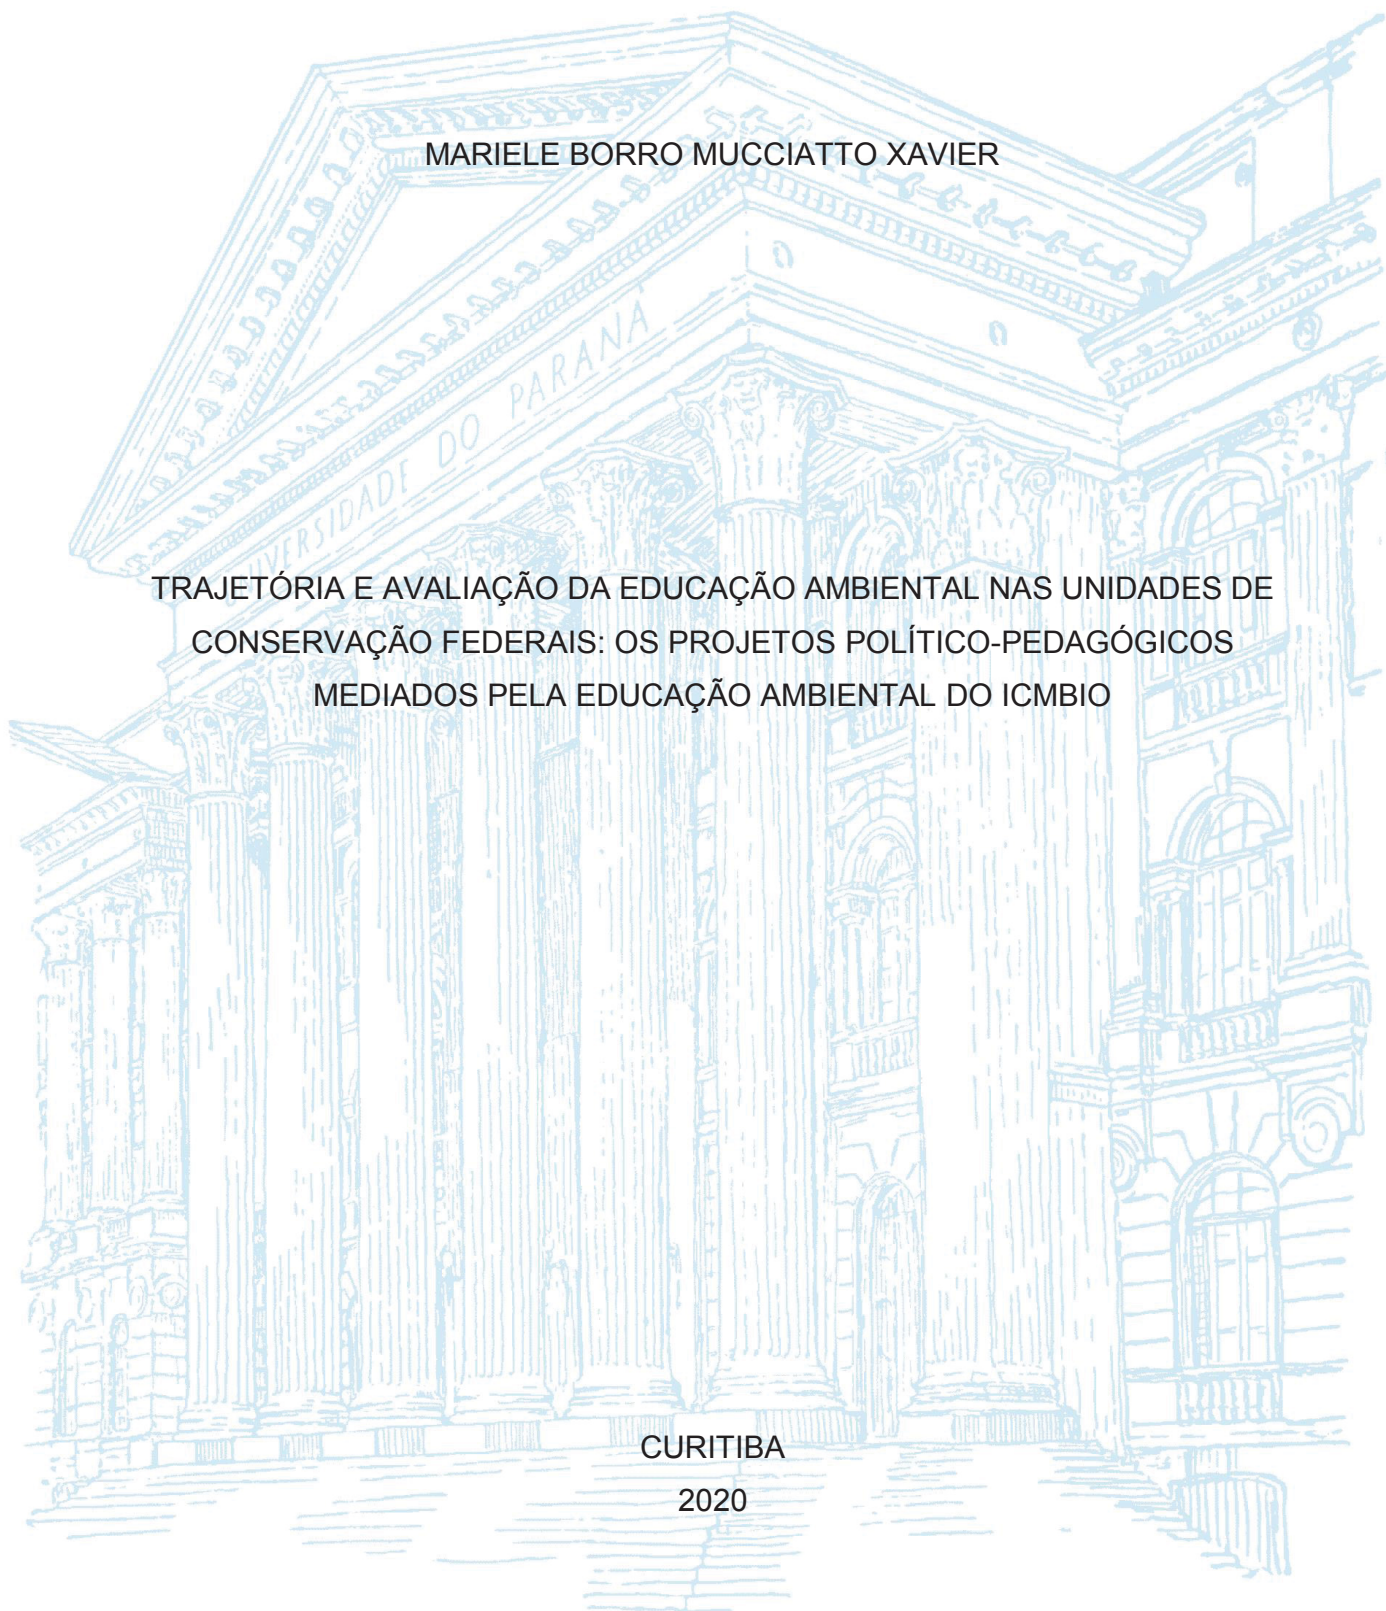 MARIELE BORRO MUCCIATTO XAVIER
VERSIDADE DO PARANÁ
TRAJETÓRIA E AVALIAÇÃO DA EDUCAÇÃO AMBIENTAL NAS UNIDADES DE
CONSERVAÇÃO FEDERAIS: OS PROJETOS POLÍTICO-PEDAGÓGICOS
MEDIADOS PELA EDUCAÇÃO AMBIENTAL DO ICMBIO
CURITIBA
2020